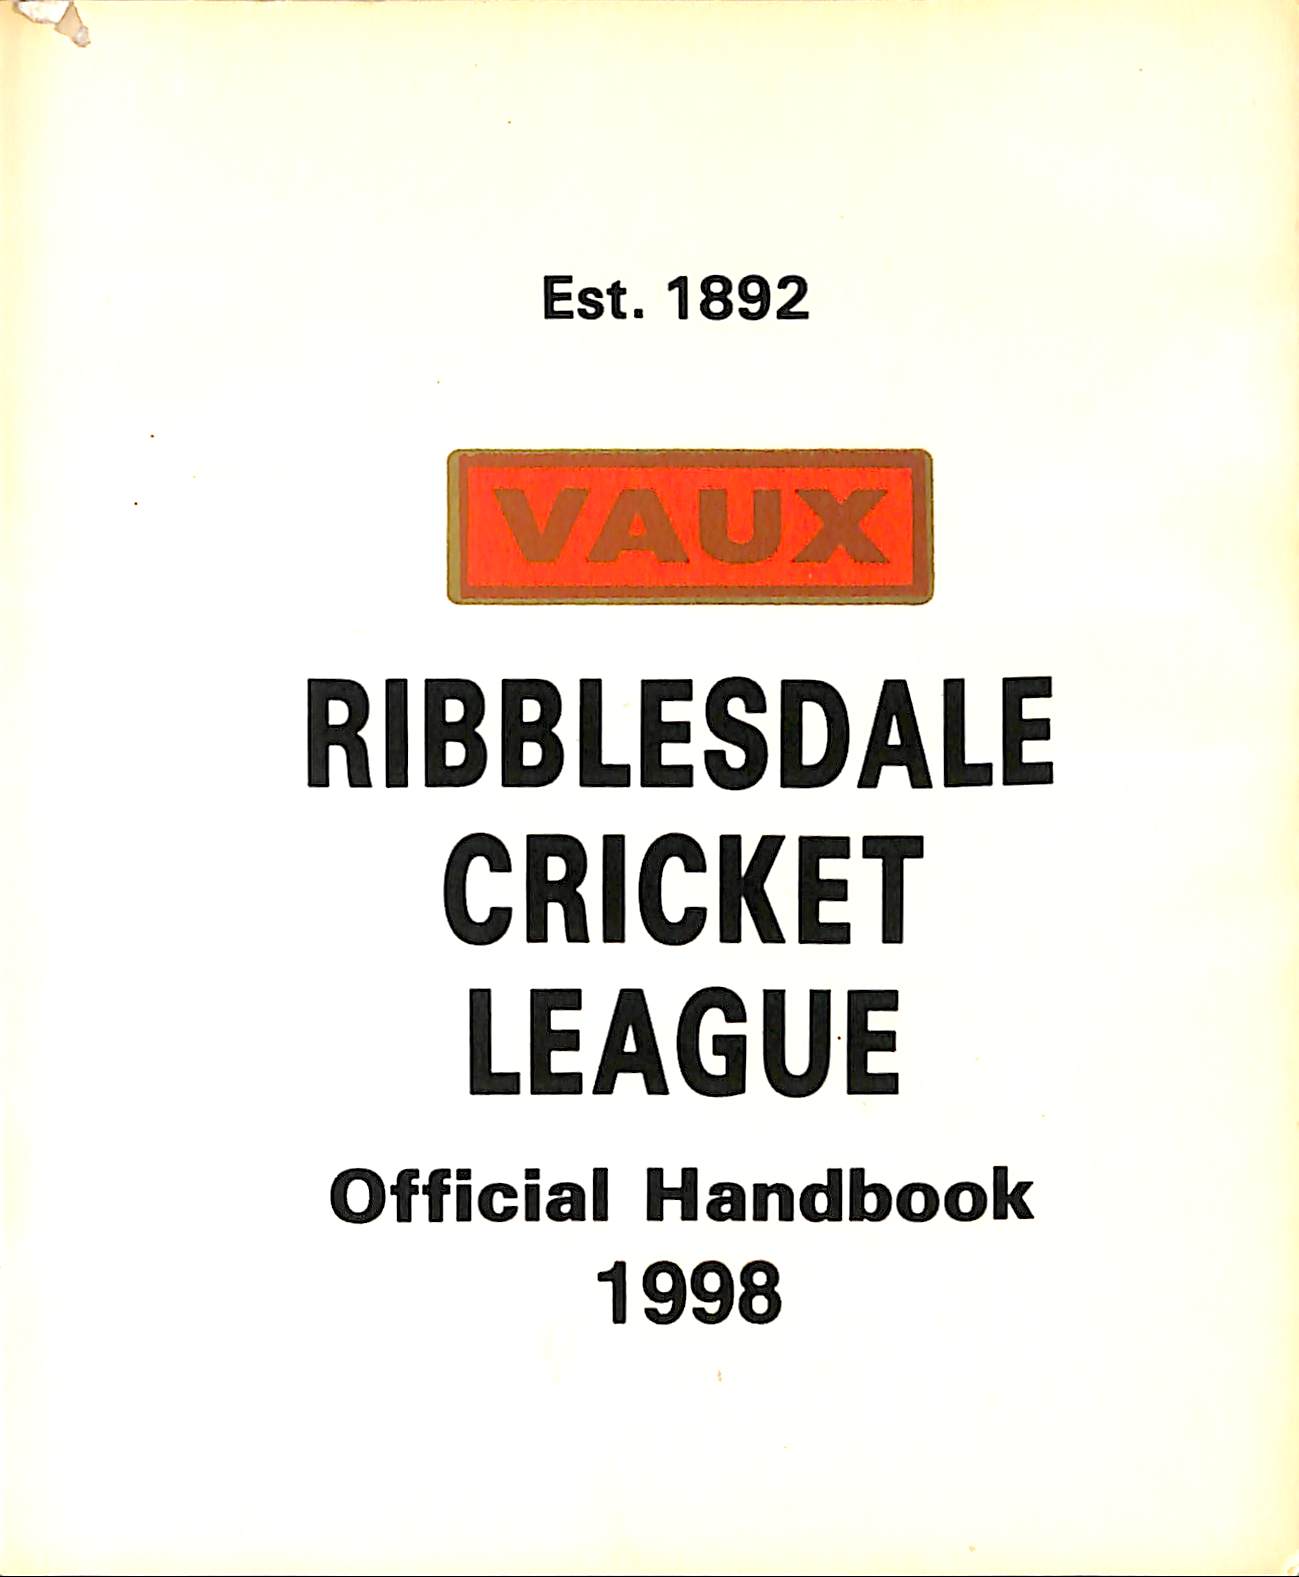 Est. 1892
VAUX
RIBBLESDALE
CRICKET
LEAGUE
Official Handbook
1998